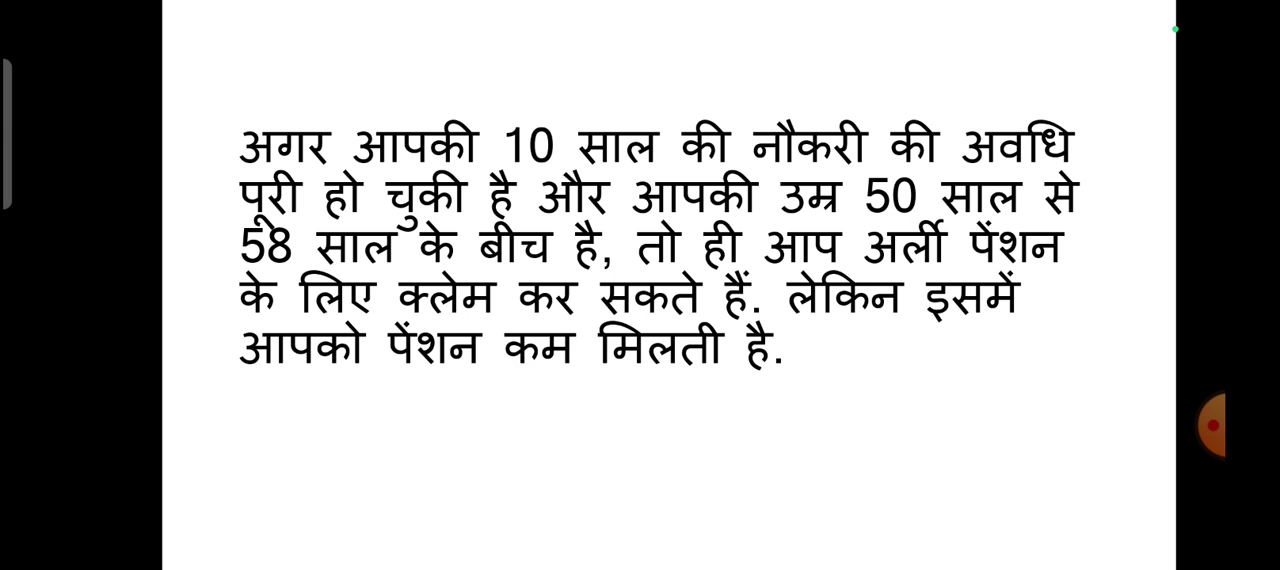 अगर आपकी 10 साल की नौकरी की अवधि
पूरी हो चुकी है और आपकी उम्र 50 साल से
58 साल के बीच है, तो ही आप अर्ली पेंशन
के लिए क्लेम कर सकते हैं. लेकिन इसमें
आपको पेंशन कम मिलती है.